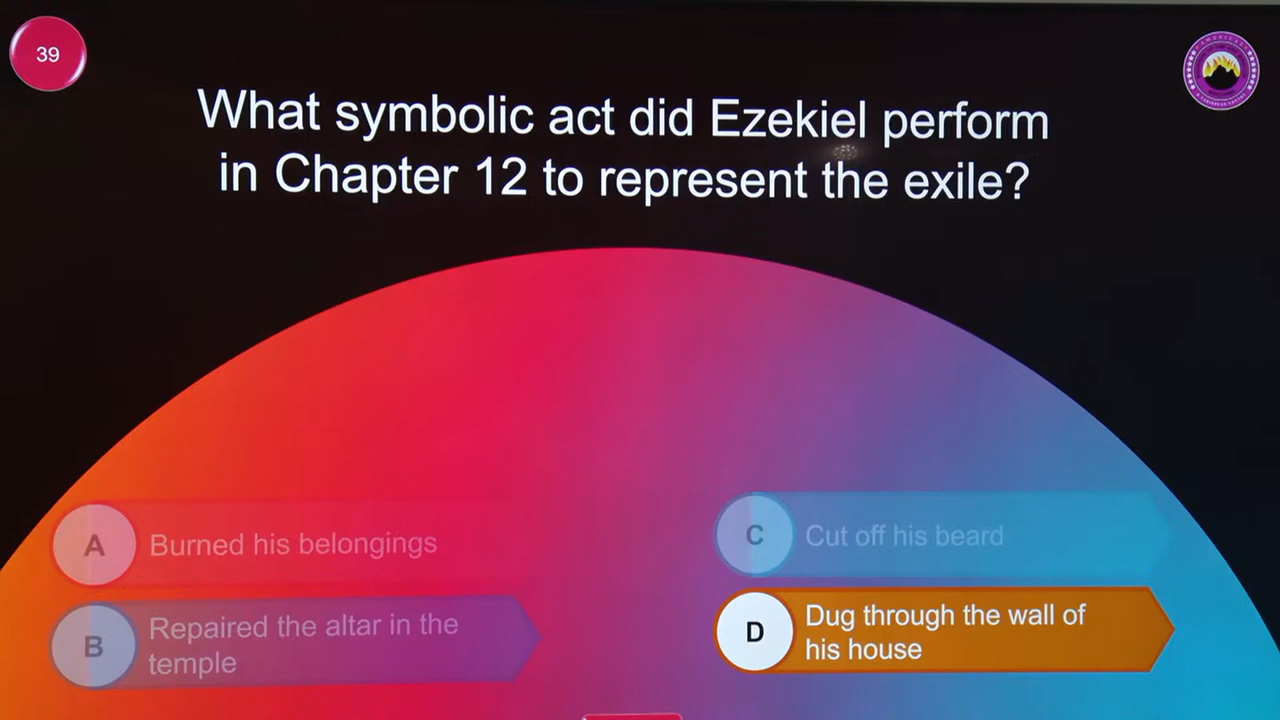 39
What symbolic act did Ezekiel perform
in Chapter 12 to represent the exile?
A
Burned his belongings
B
Repaired the altar in the
temple
C
Cut off his beard
D
Dug through the wall of
his house